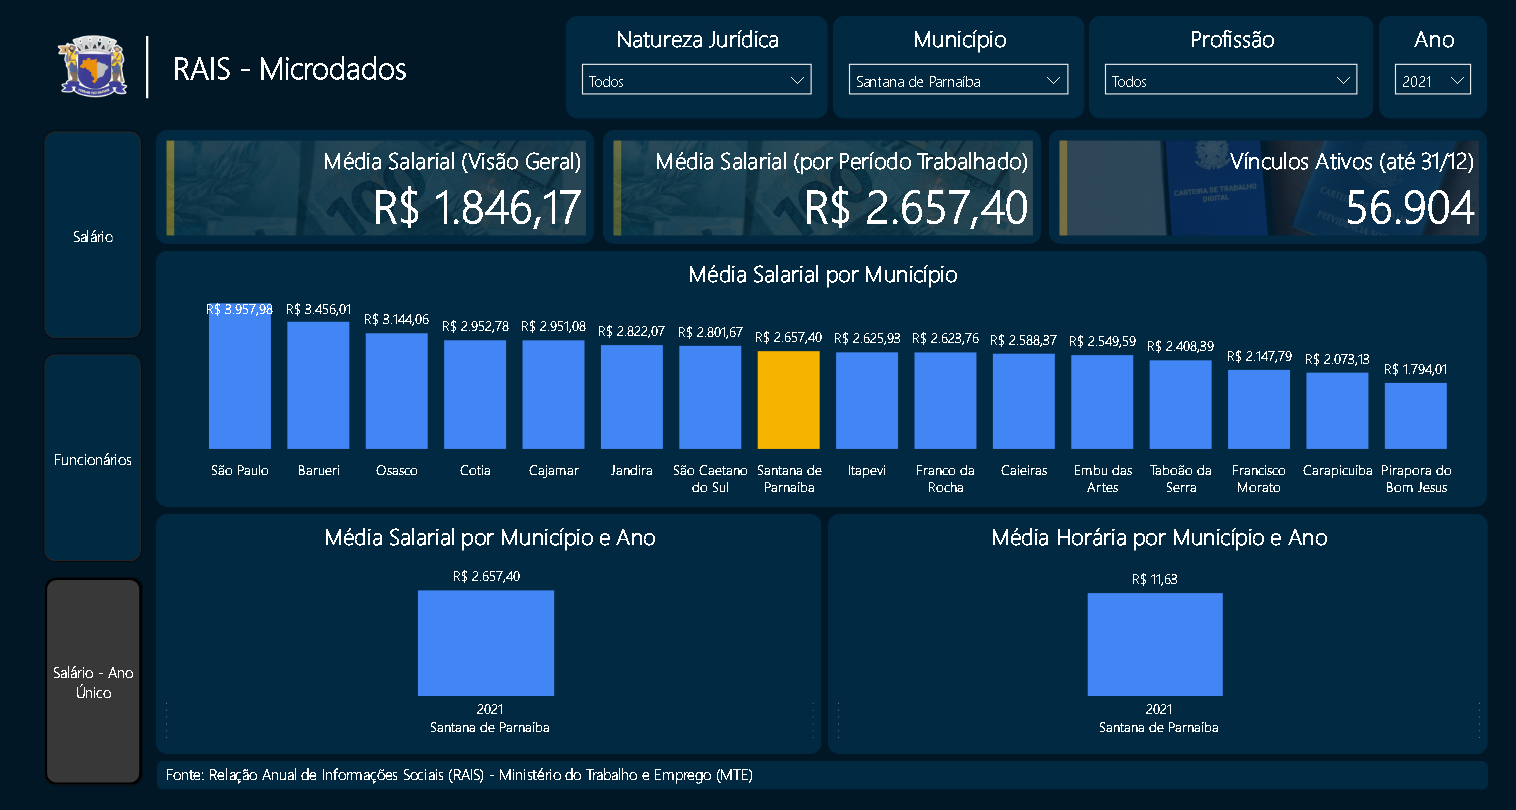 RAIS - Microdados
Natureza Jurídica
Todos
Município
Santana de Parnaíba
Profissão
Todos
Ano
2021
Salário
Funcionários
Salário - Ano
Único
Média Salarial (Visão Geral)
R$ 1.846,17
Média Salarial (por Período Trabalhado)
R$ 2.657,40
Vínculos Ativos (até 31/12)
56.904
CARTEIRA DE TRABALHO
DIGITAL
Média Salarial por Município
R$ 3.957,98
R$ 3.456,01
R$ 3.144,06
R$ 2.952,78
R$ 2.951,08
R$ 2.822,07
R$ 2.801,67
R$ 2.657,40
R$ 2.625,93
R$ 2.623,76
R$ 2.588,37
R$ 2.549,59
R$ 2.408,39
R$ 2.147,79
R$ 2.073,13
R$ 1.794,01
São Paulo
Barueri
Osasco
Cotia
Cajamar
Jandira
São Caetano
do Sul
Santana de
Parnaíba
Itapevi
Franco da
Rocha
Caieiras
Embu das
Artes
Taboão da
Serra
Francisco
Morato
Carapicuíba
Pirapora do
Bom Jesus
Média Salarial por Município e Ano
R$ 2.657,40
2021
Santana de Parnaíba
Média Horária por Município e Ano
R$ 11,63
2021
Santana de Parnaíba
Fonte: Relação Anual de Informações Sociais (RAIS) - Ministério do Trabalho e Emprego (MTE)